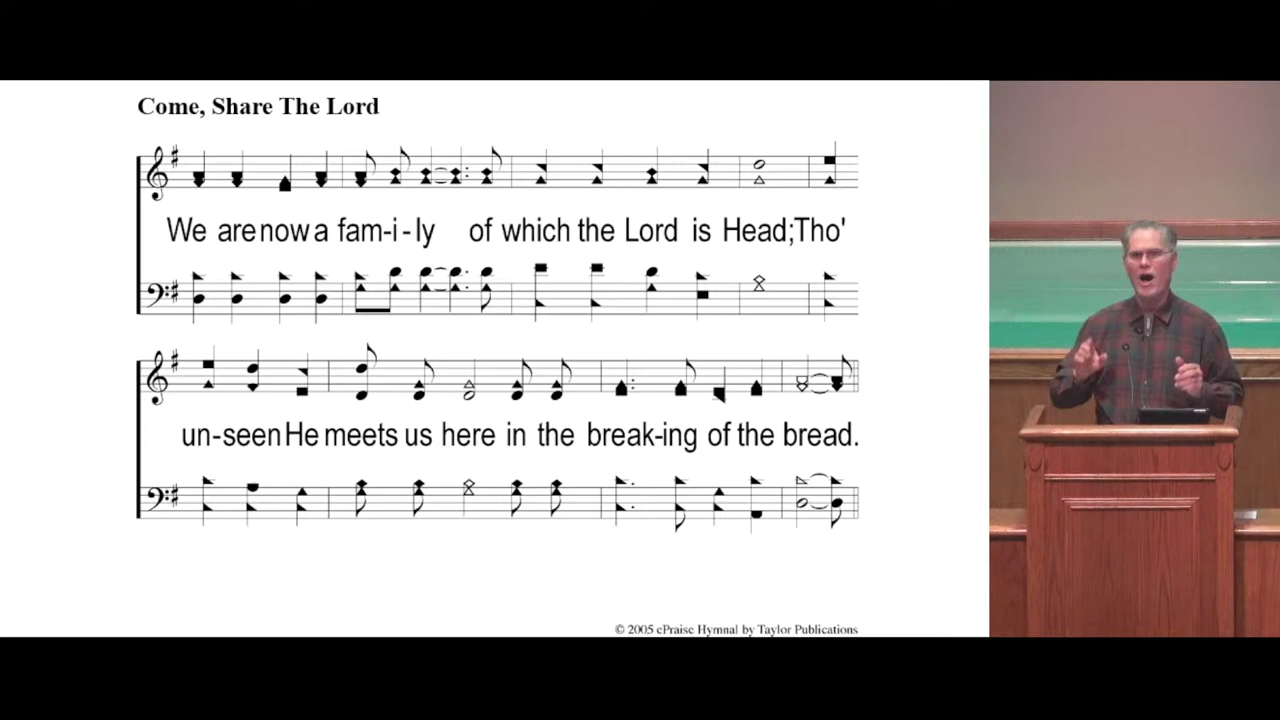 Come, Share The Lord
We are now a fam-i-ly of which the Lord is Head; Tho'
un-seen He meets us here in the break-ing of the bread.
© 2005 ePraise Hymnal by Taylor Publications